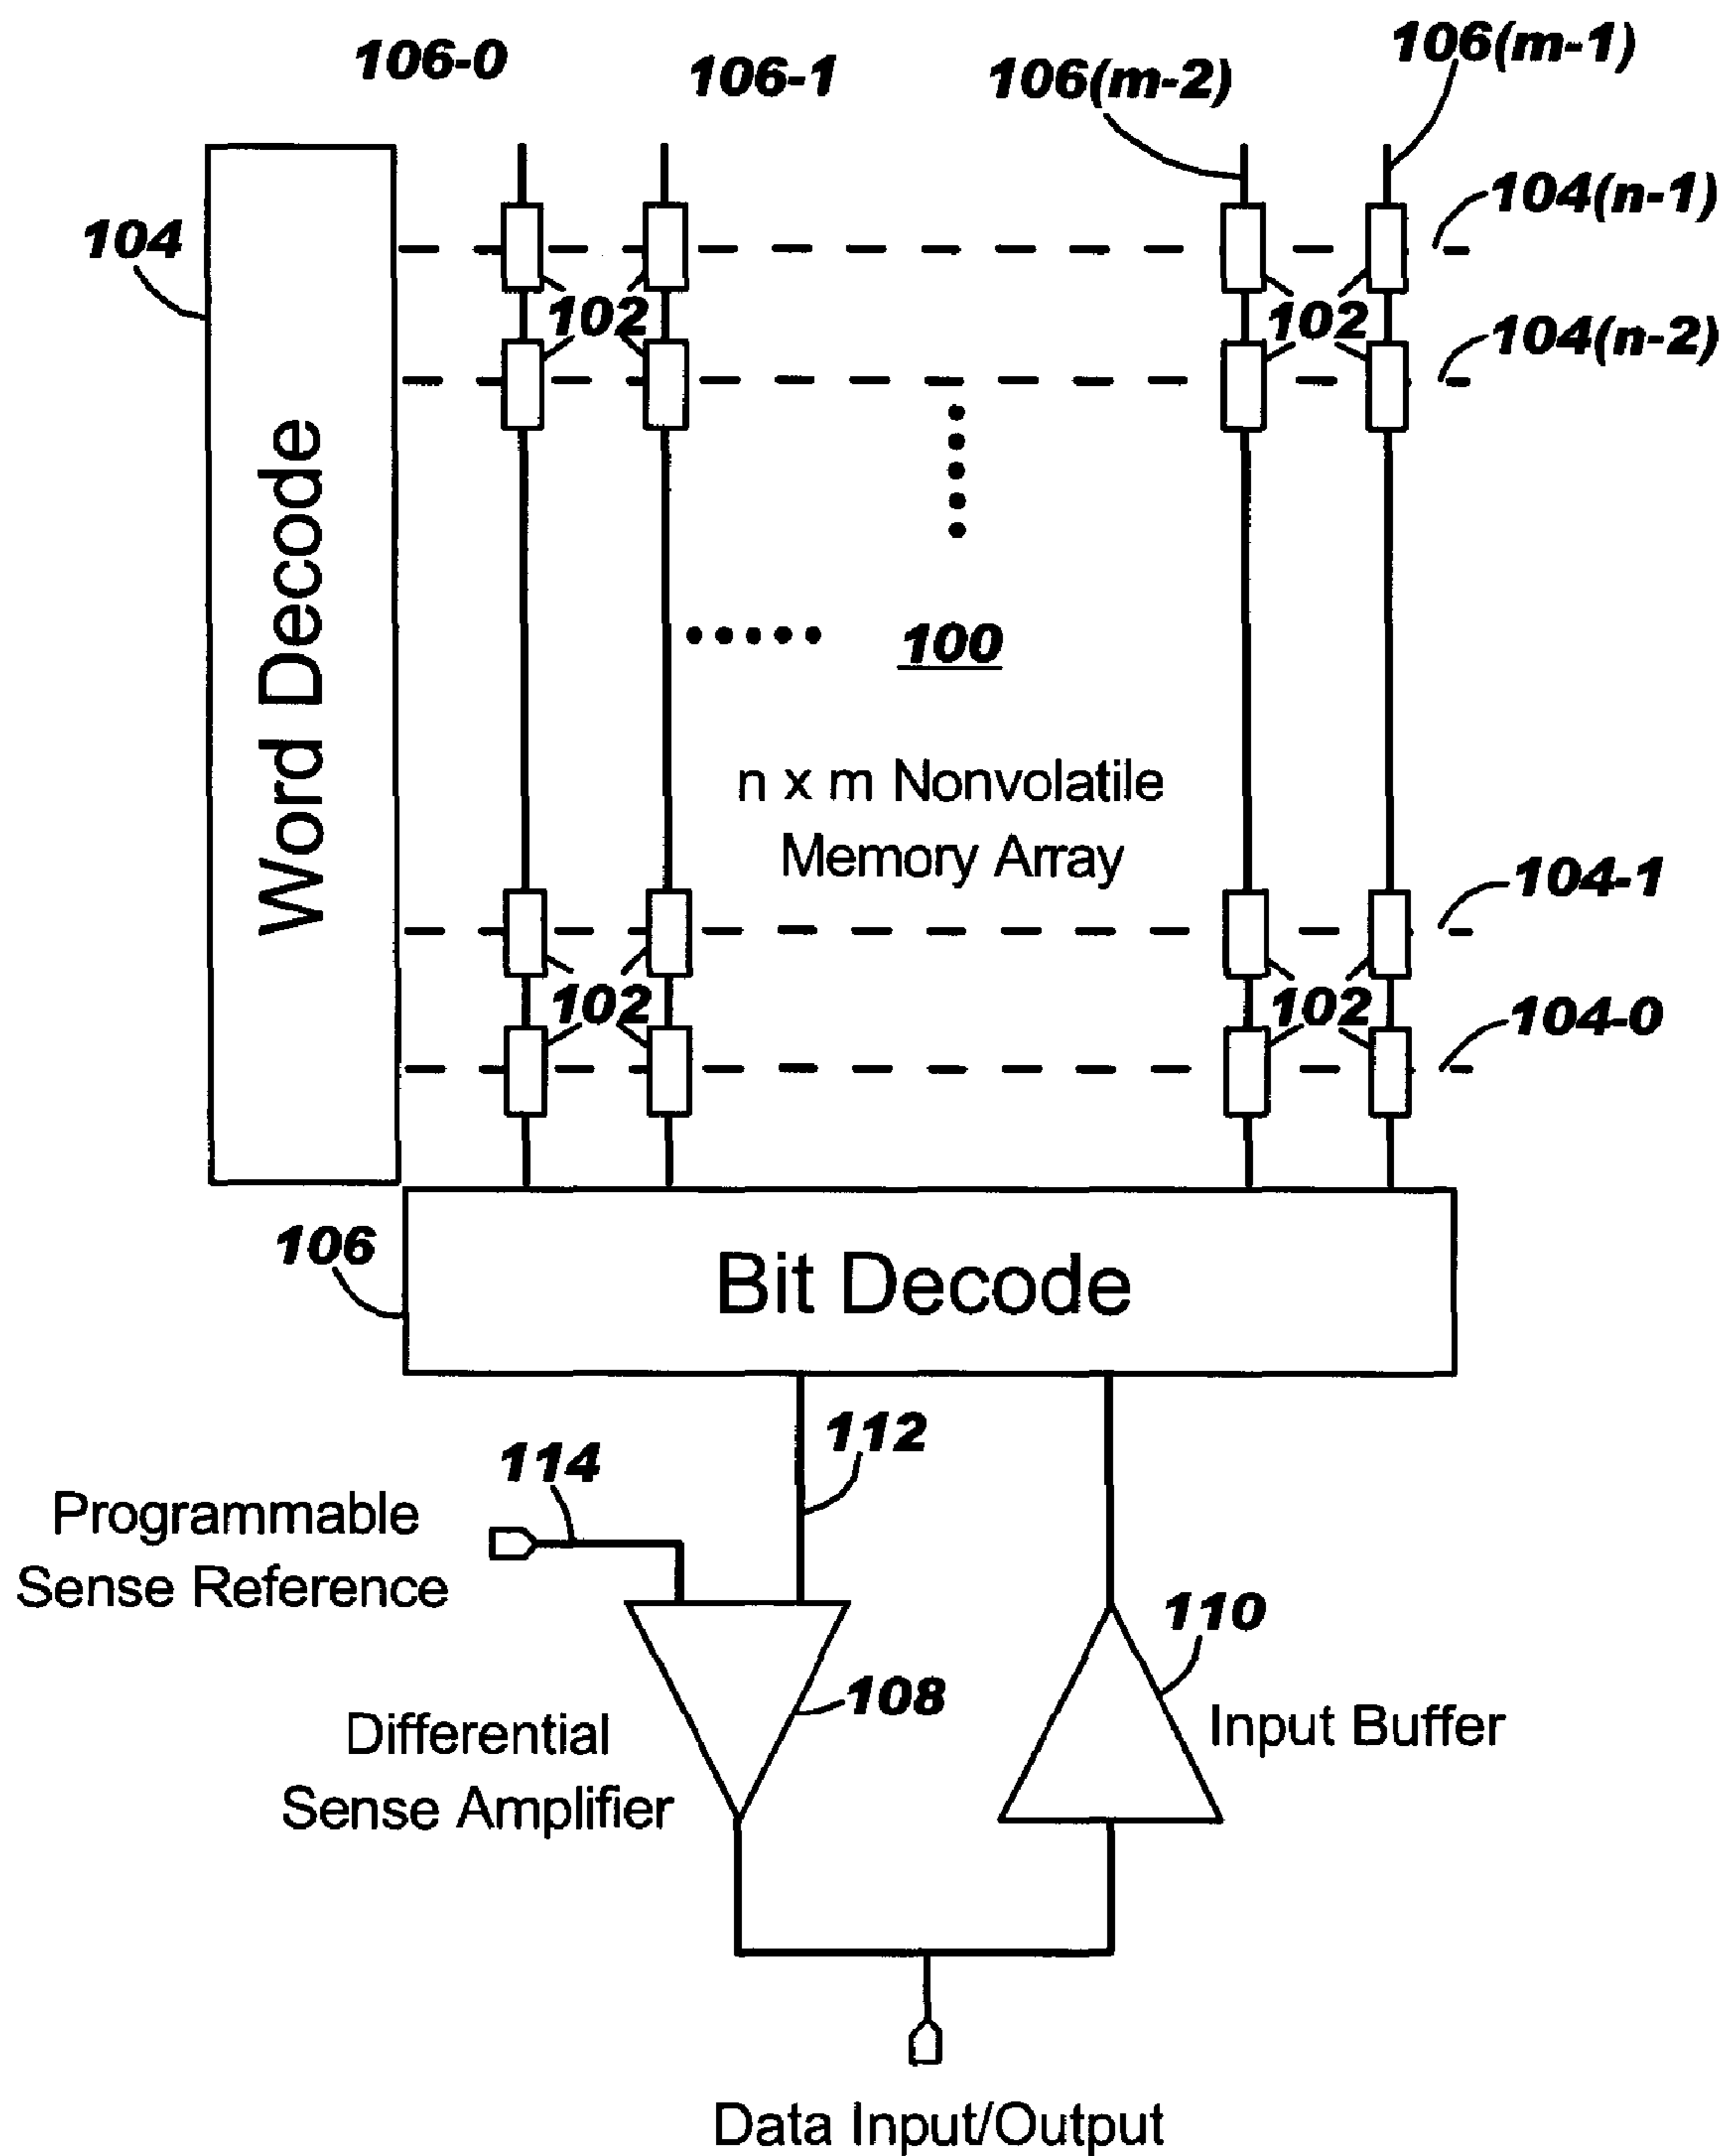 106-0
106-1
106(m-2)
106(m-1)
104
104(n-1)
102
102
104(n-2)
Word Decode
100
n x m Nonvolatile
Memory Array
104-1
102
102
104-0
106
Bit Decode
112
114
Programmable
Sense Reference
110
108
Differential
Sense Amplifier
Input Buffer
Data Input/Output